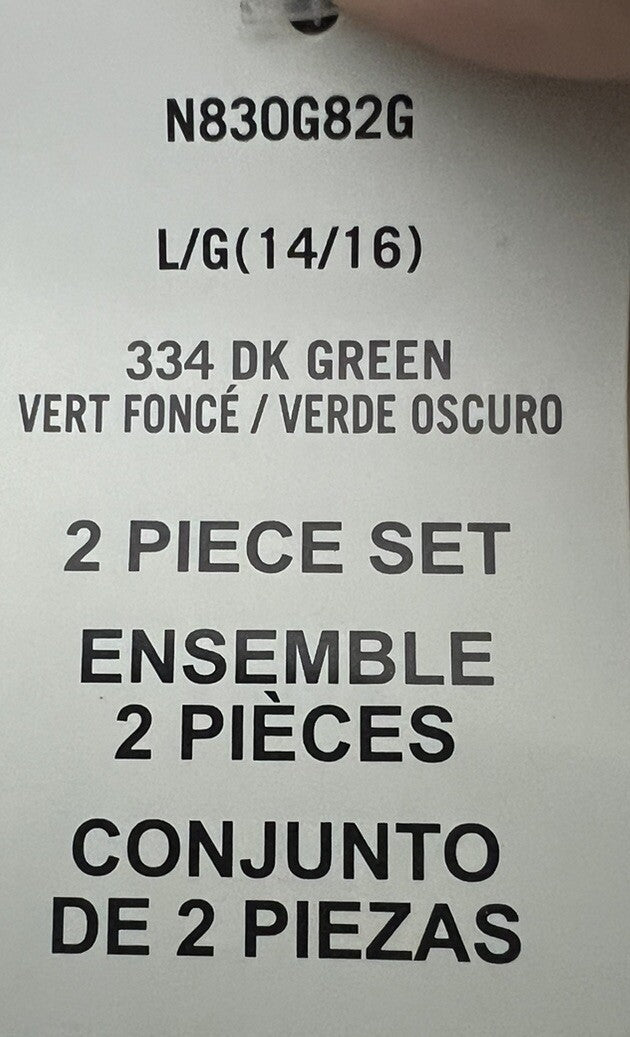 N830G82G
L/G(14/16)
334 DK GREEN
VERT FONCÉ / VERDE OSCURO
2 PIECE SET
ENSEMBLE
2 PIÈCES
CONJUNTO
DE 2 PIEZAS